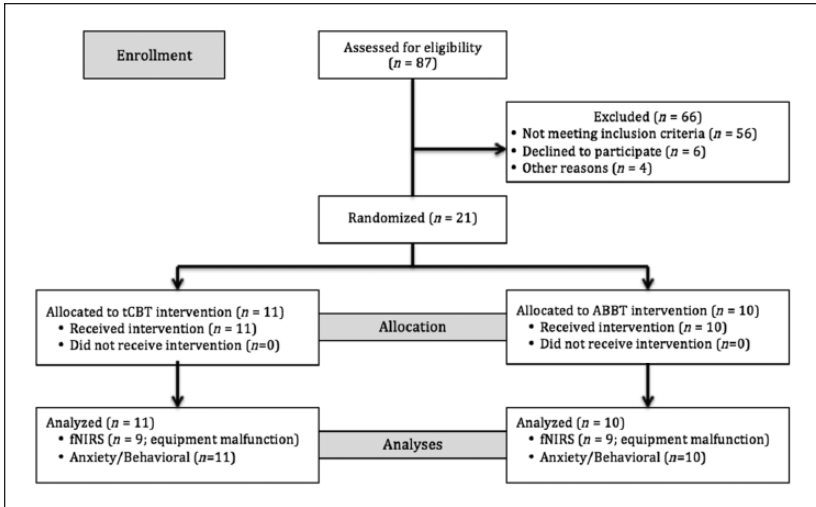 Enrollment
Assessed for eligibility
(n = 87)
Excluded (n = 66)
• Not meeting inclusion criteria (n = 56)
• Declined to participate (n = 6)
• Other reasons (n = 4)
Randomized (n = 21)
Allocated to tCBT intervention (n = 11)
• Received intervention (n = 11)
• Did not receive intervention (n=0)
Allocation
Allocated to ABBT intervention (n = 10)
• Received intervention (n = 10)
• Did not receive intervention (n=0)
Analyzed (n = 11)
• fNIRS (n = 9; equipment malfunction)
• Anxiety/Behavioral (n=11)
Analyses
Analyzed (n = 10)
• fNIRS (n = 9; equipment malfunction)
• Anxiety/Behavioral (n=10)